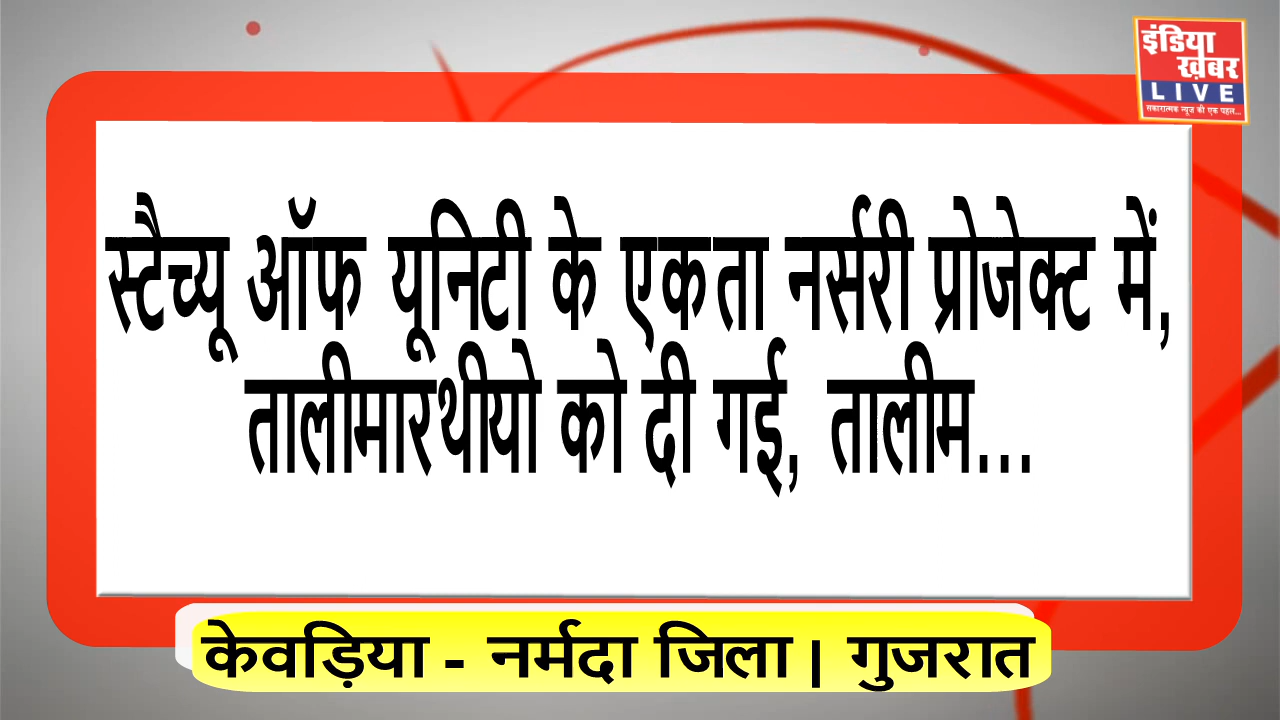 इंडिया
ख़बर
LIVE
सकारात्मक न्यूज की एक पहल...
स्टैच्यू ऑफ यूनिटी के एकता नर्सरी प्रोजेक्ट में,
तालीमारथीयो को दी गई, तालीम...
केवड़िया - नर्मदा जिला | गुजरात